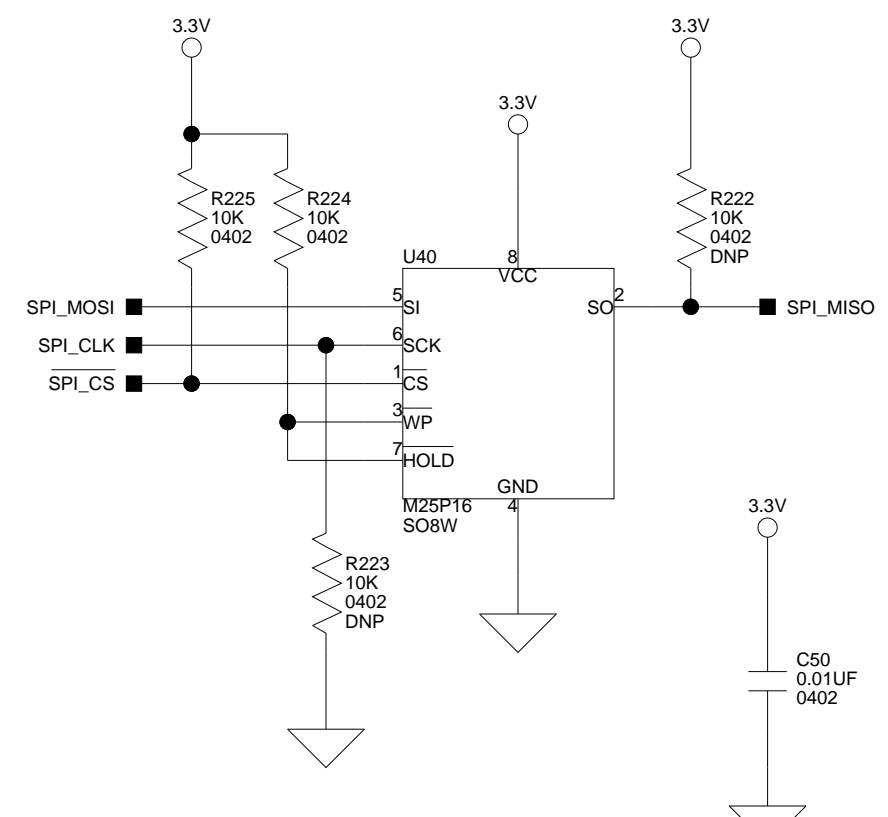 3.3V
3.3V
3.3V
R225
10K
0402
R224
10K
0402
R222
10K
0402
DNP
U40
8
VCC
SPI_MOSI
5
SI
SO
2
SPI_MISO
SPI_CLK
6
SCK
SPI_CS
1
CS
3
WP
7
HOLD
GND
4
M25P16
SO8W
3.3V
R223
10K
0402
DNP
C50
0.01UF
0402